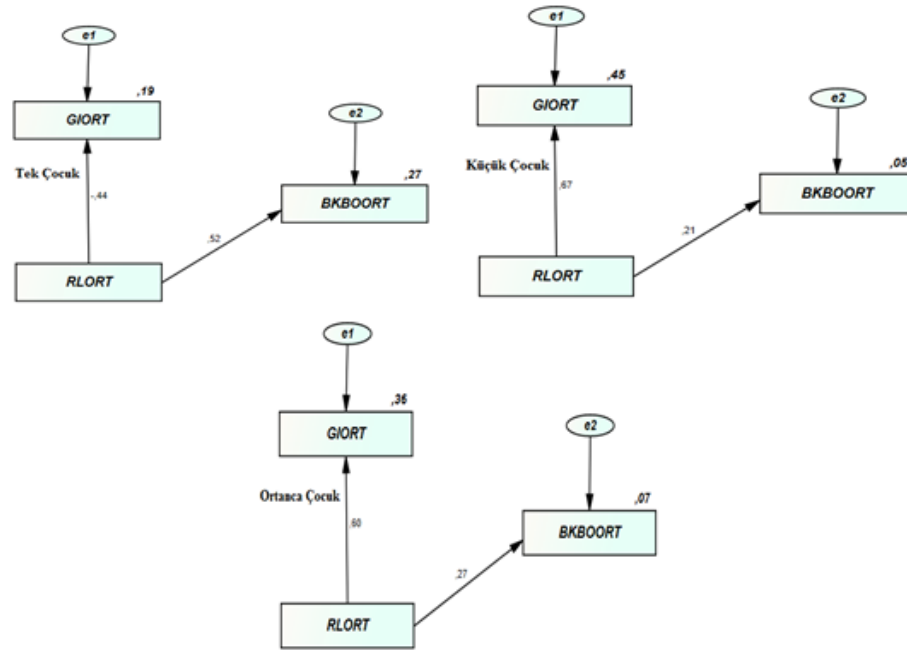 e1
,19
GIORT
Tek Çocuk
-,44
e2
,27
BKBOORT
,52
RLORT
e1
,45
GIORT
Küçük Çocuk
,67
e2
,05
BKBOORT
,21
RLORT
e1
,36
GIORT
Ortanca Çocuk
,60
e2
,07
BKBOORT
,27
RLORT